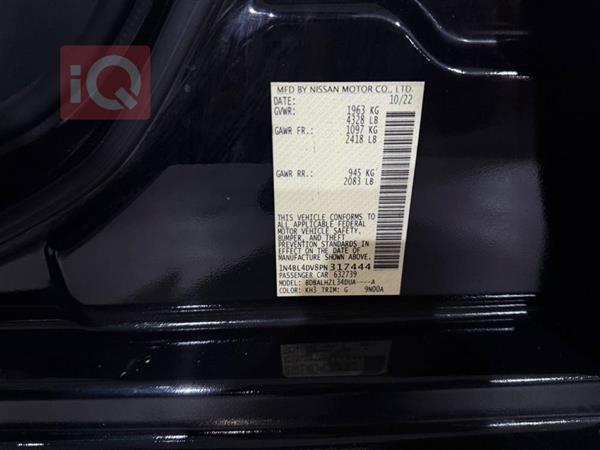 iQ
MFD BY NISSAN MOTOR CO., LTD.
DATE: 10/22
GVWR: 1963 KG
4328 LB
GAWR FR: 1097 KG
2418 LB
GAWR RR: 945 KG
2083 LB
THIS VEHICLE CONFORMS TO
ALL APPLICABLE FEDERAL
MOTOR VEHICLE SAFETY,
BUMPER, AND THEFT
PREVENTION STANDARDS IN
EFFECT ON THE DATE OF
MANUFACTURE SHOWN ABOVE.
1N4BL4DV8PN317444
PASSENGER CAR 632739
MODEL: BDBALHZL34DUA----A
COLOR: KH3 TRIM: G 9N00A